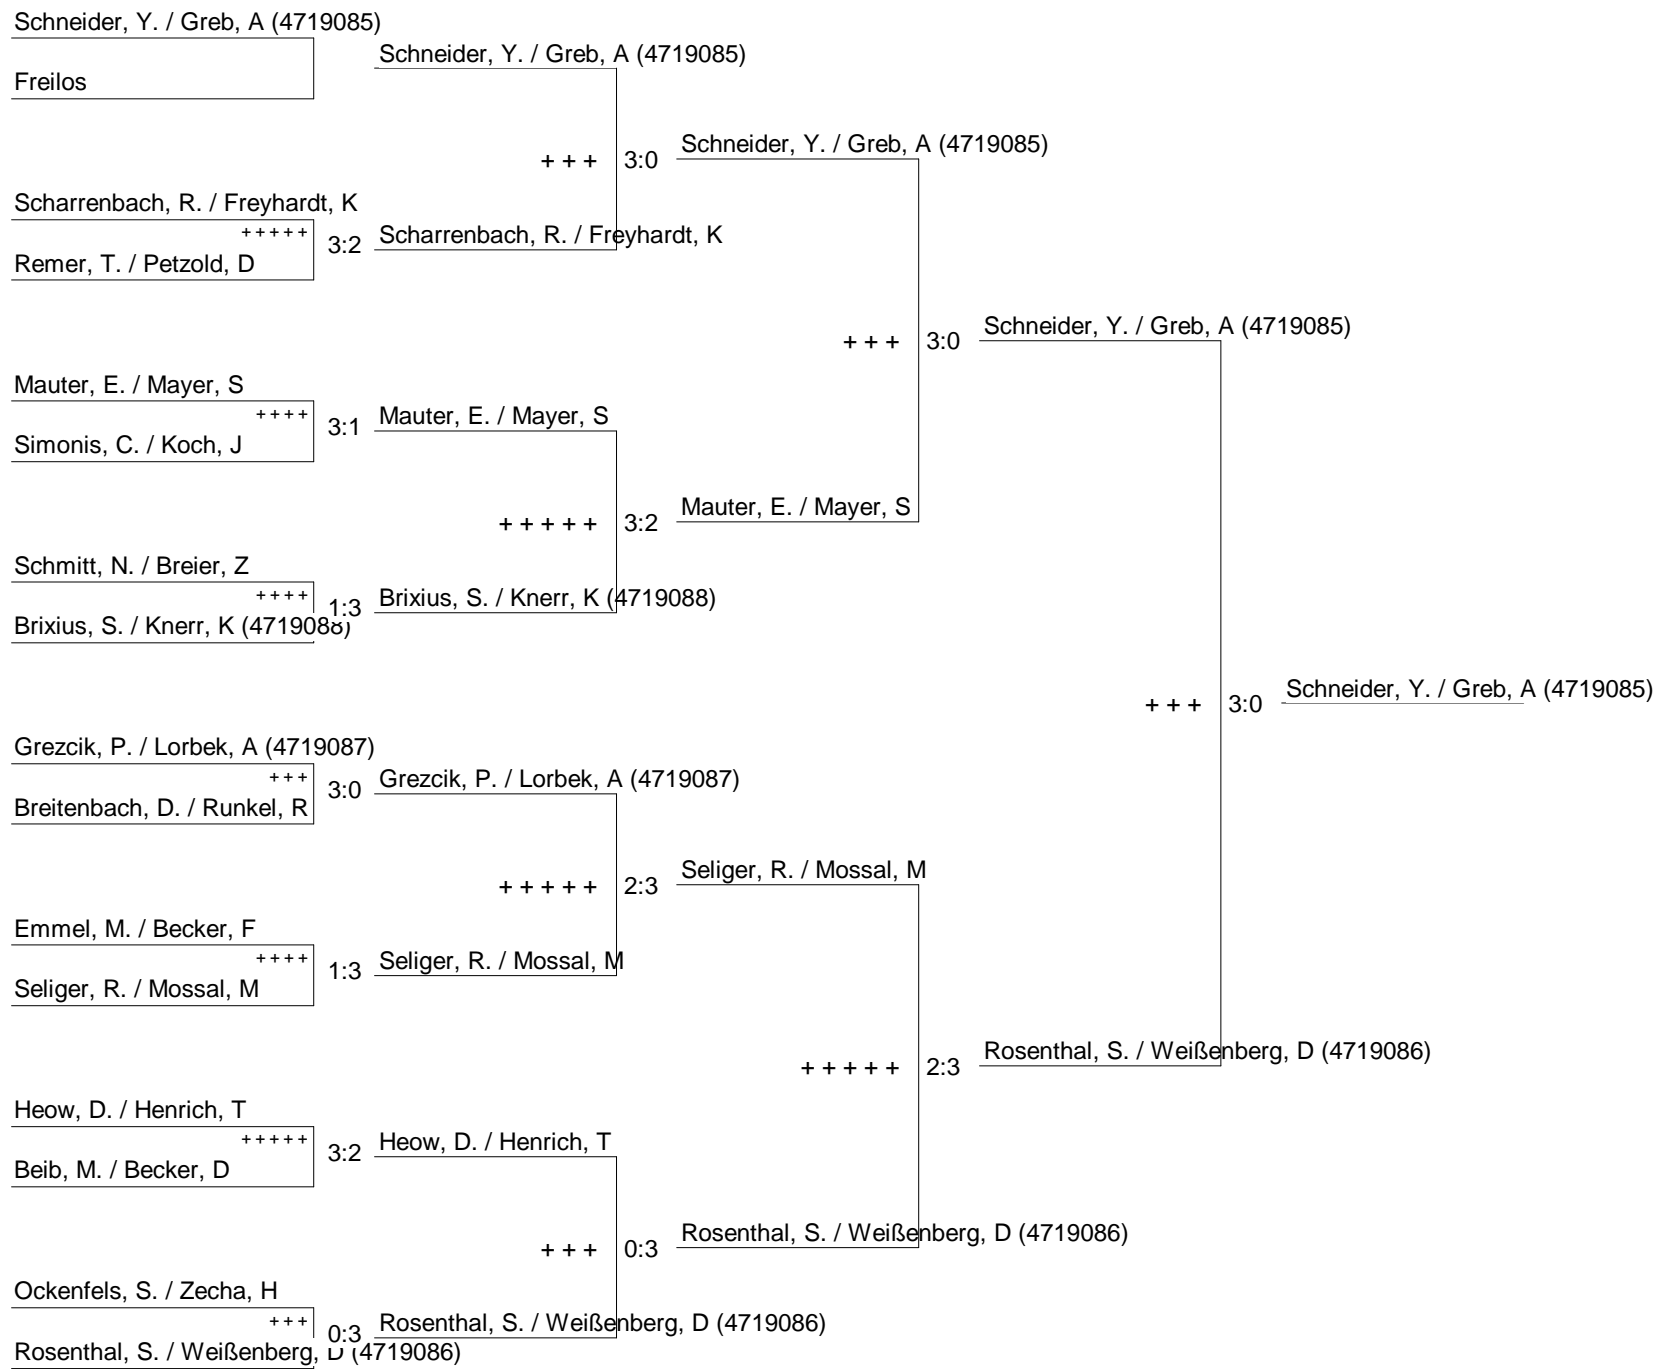 Schneider, Y. / Greb, A (4719085)
Freilos
Scharrenbach, R. / Freyhardt, K
+++++
3:2
Remer, T. / Petzold, D
Mauter, E. / Mayer, S
++++
3:1
Simonis, C. / Koch, J
Schmitt, N. / Breier, Z
++++
1:3
Brixius, S. / Knerr, K (4719088)
Grezcik, P. / Lorbek, A (4719087)
+++
3:0
Breitenbach, D. / Runkel, R
Emmel, M. / Becker, F
++++
1:3
Seliger, R. / Mossal, M
Heow, D. / Henrich, T
+++++
3:2
Beib, M. / Becker, D
Ockenfels, S. / Zecha, H
+++
0:3
Rosenthal, S. / Weißenberg, D (4719086)
Schneider, Y. / Greb, A (4719085)
+ + + 3:0
Scharrenbach, R. / Freyhardt, K
Mauter, E. / Mayer, S
+ + + + + 3:2
Brixius, S. / Knerr, K (4719088)
Grezcik, P. / Lorbek, A (4719087)
+ + + + + 2:3
Seliger, R. / Mossal, M
Heow, D. / Henrich, T
+ + + 0:3
Rosenthal, S. / Weißenberg, D (4719086)
Schneider, Y. / Greb, A (4719085)
+ + + 3:0
Mauter, E. / Mayer, S
Seliger, R. / Mossal, M
+ + + + + 2:3
Rosenthal, S. / Weißenberg, D (4719086)
Schneider, Y. / Greb, A (4719085)
+ + + 3:0
Rosenthal, S. / Weißenberg, D (4719086)
Schneider, Y. / Greb, A (4719085)